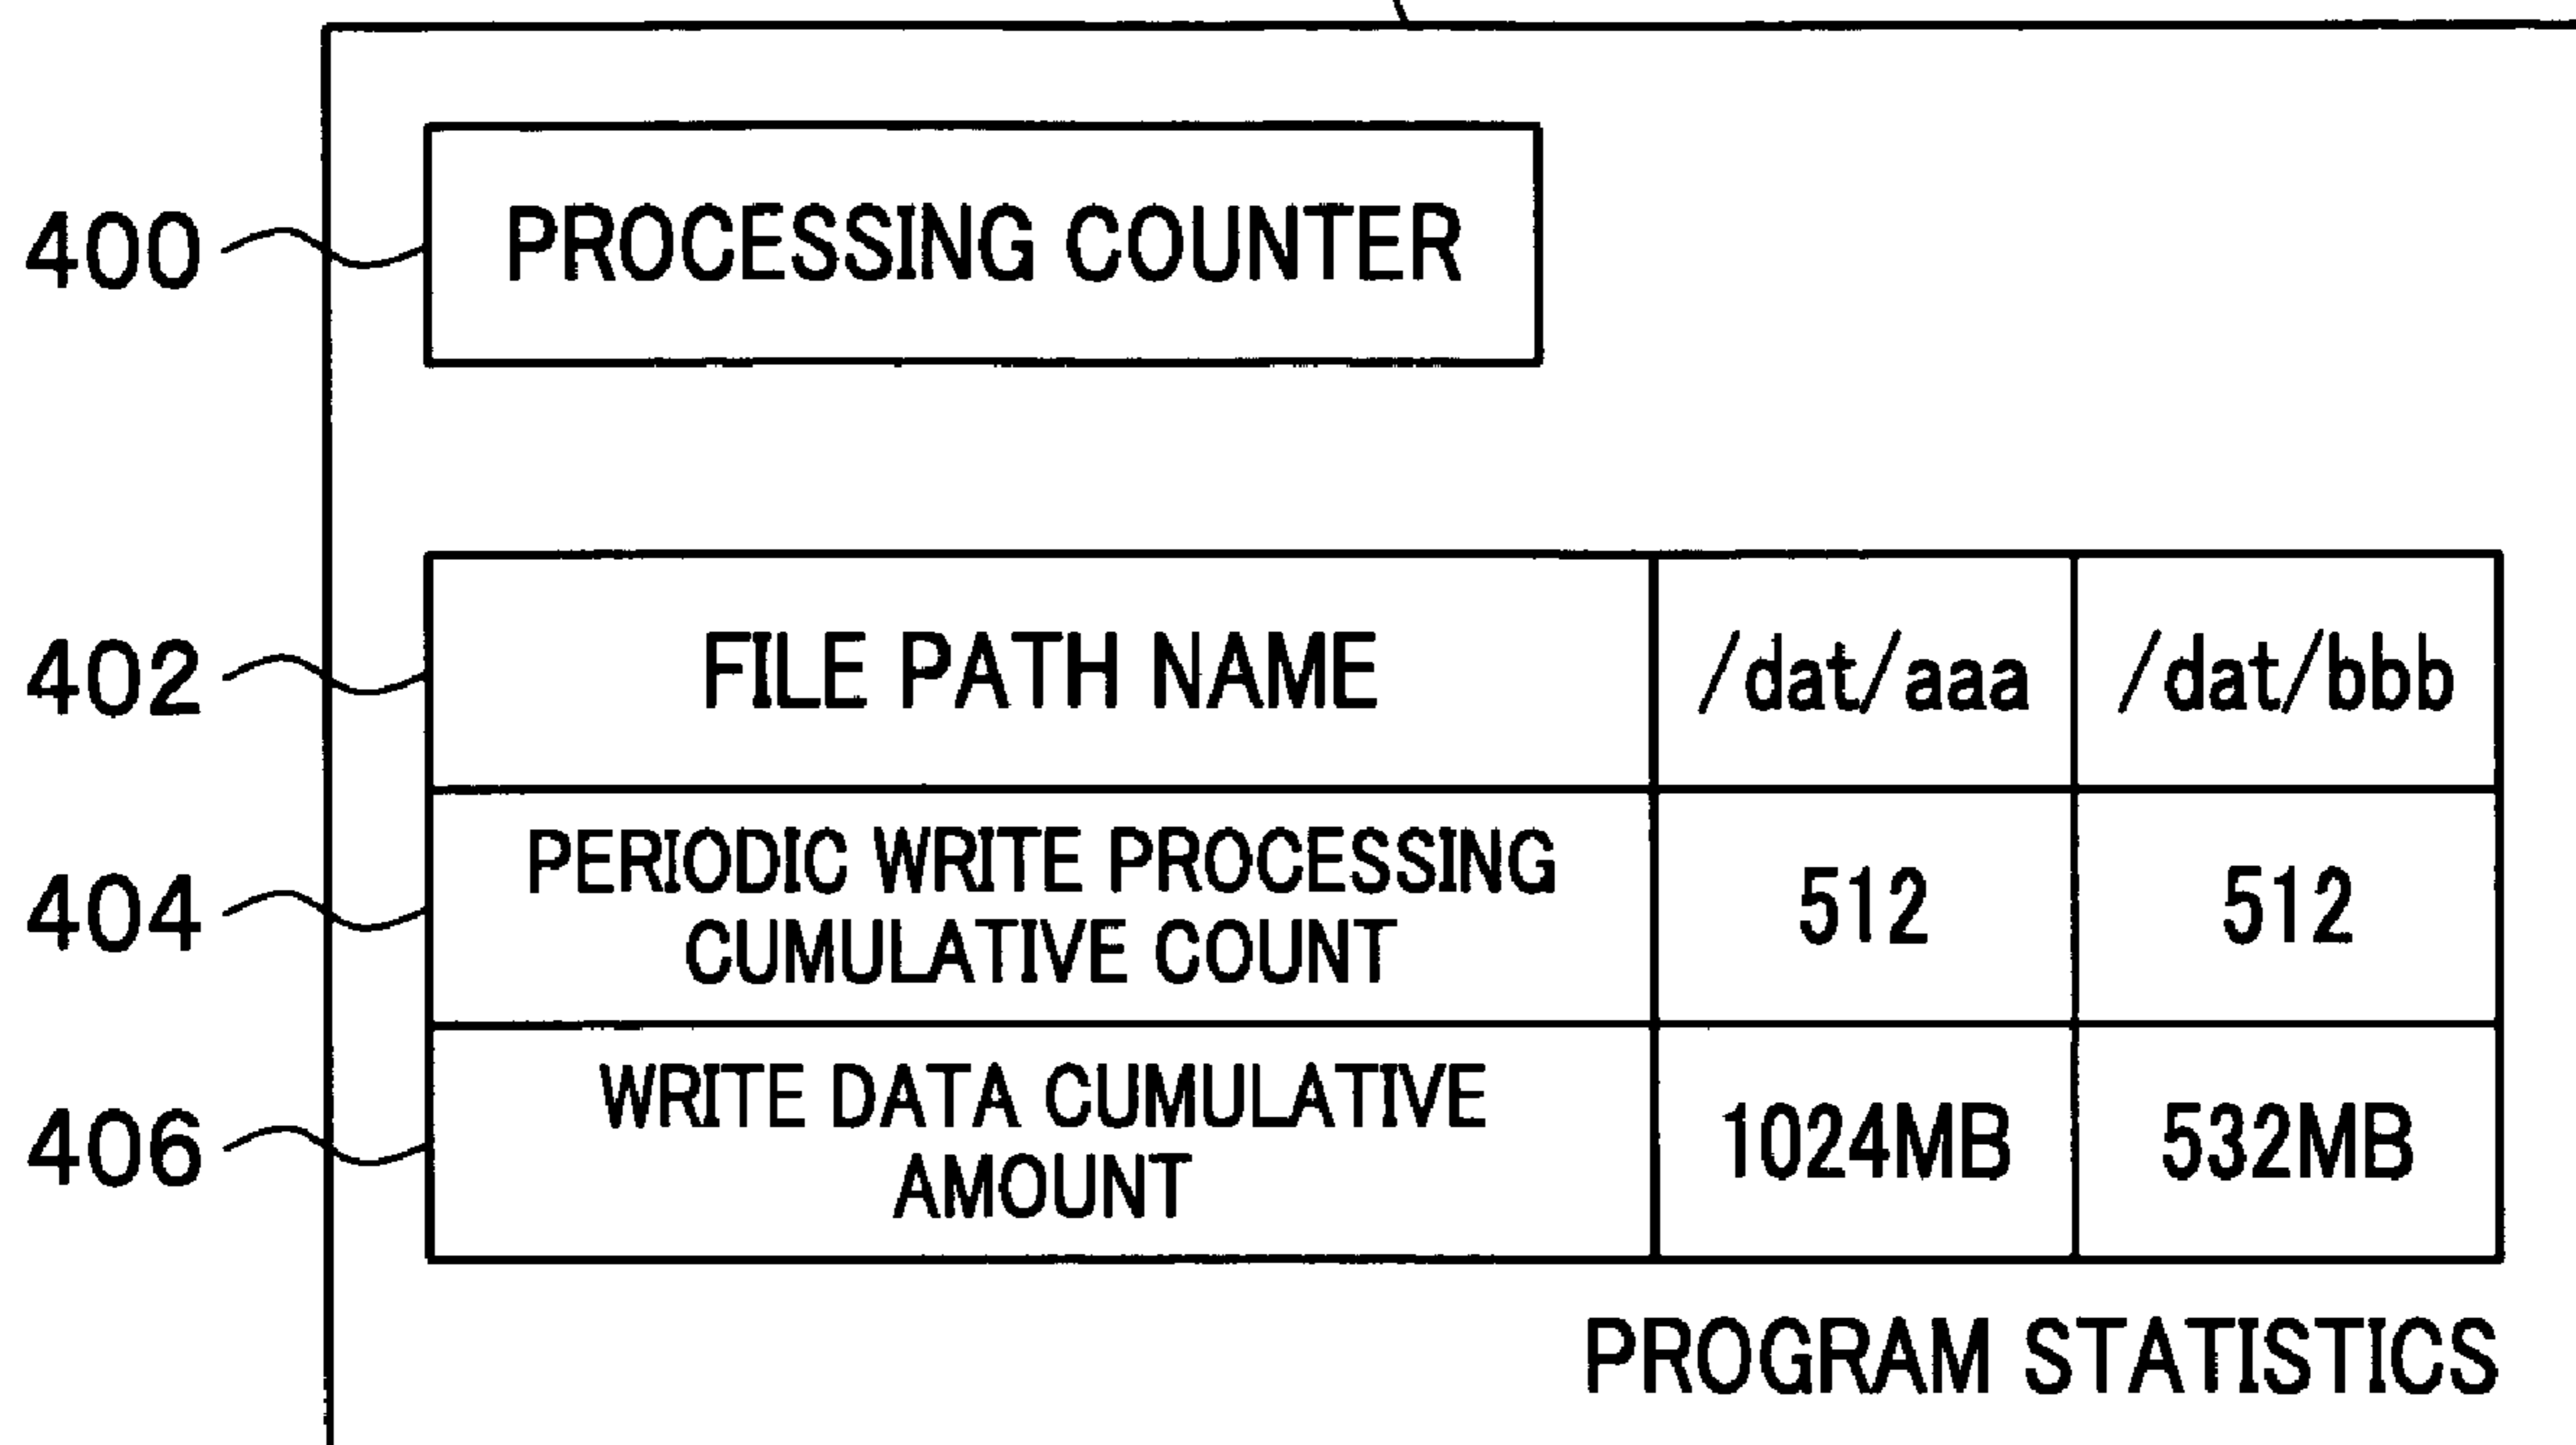 400 PROCESSING COUNTER
402 FILE PATH NAME /dat/aaa /dat/bbb
404 PERIODIC WRITE PROCESSING CUMULATIVE COUNT 512 512
406 WRITE DATA CUMULATIVE AMOUNT 1024MB 532MB
PROGRAM STATISTICS